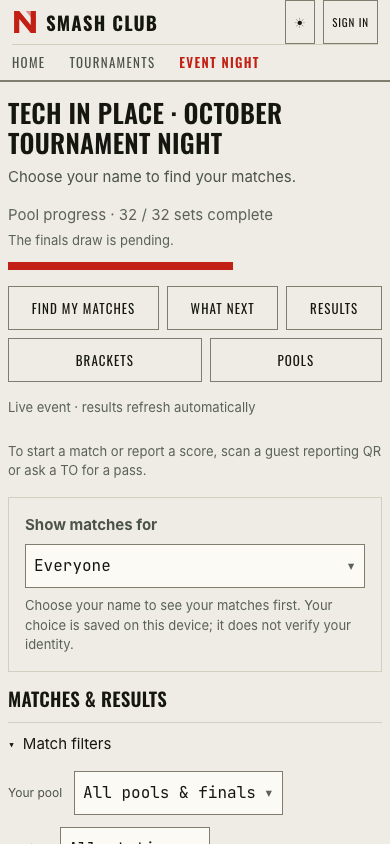 N SMASH CLUB
SIGN IN
HOME TOURNAMENTS EVENT NIGHT
TECH IN PLACE · OCTOBER
TOURNAMENT NIGHT
Choose your name to find your matches.
Pool progress · 32 / 32 sets complete
The finals draw is pending.
FIND MY MATCHES WHAT NEXT RESULTS
BRACKETS POOLS
Live event · results refresh automatically
To start a match or report a score, scan a guest reporting QR
or ask a TO for a pass.
Show matches for
Everyone
Choose your name to see your matches first. Your
choice is saved on this device; it does not verify your
identity.
MATCHES & RESULTS
Match filters
Your pool All pools & finals